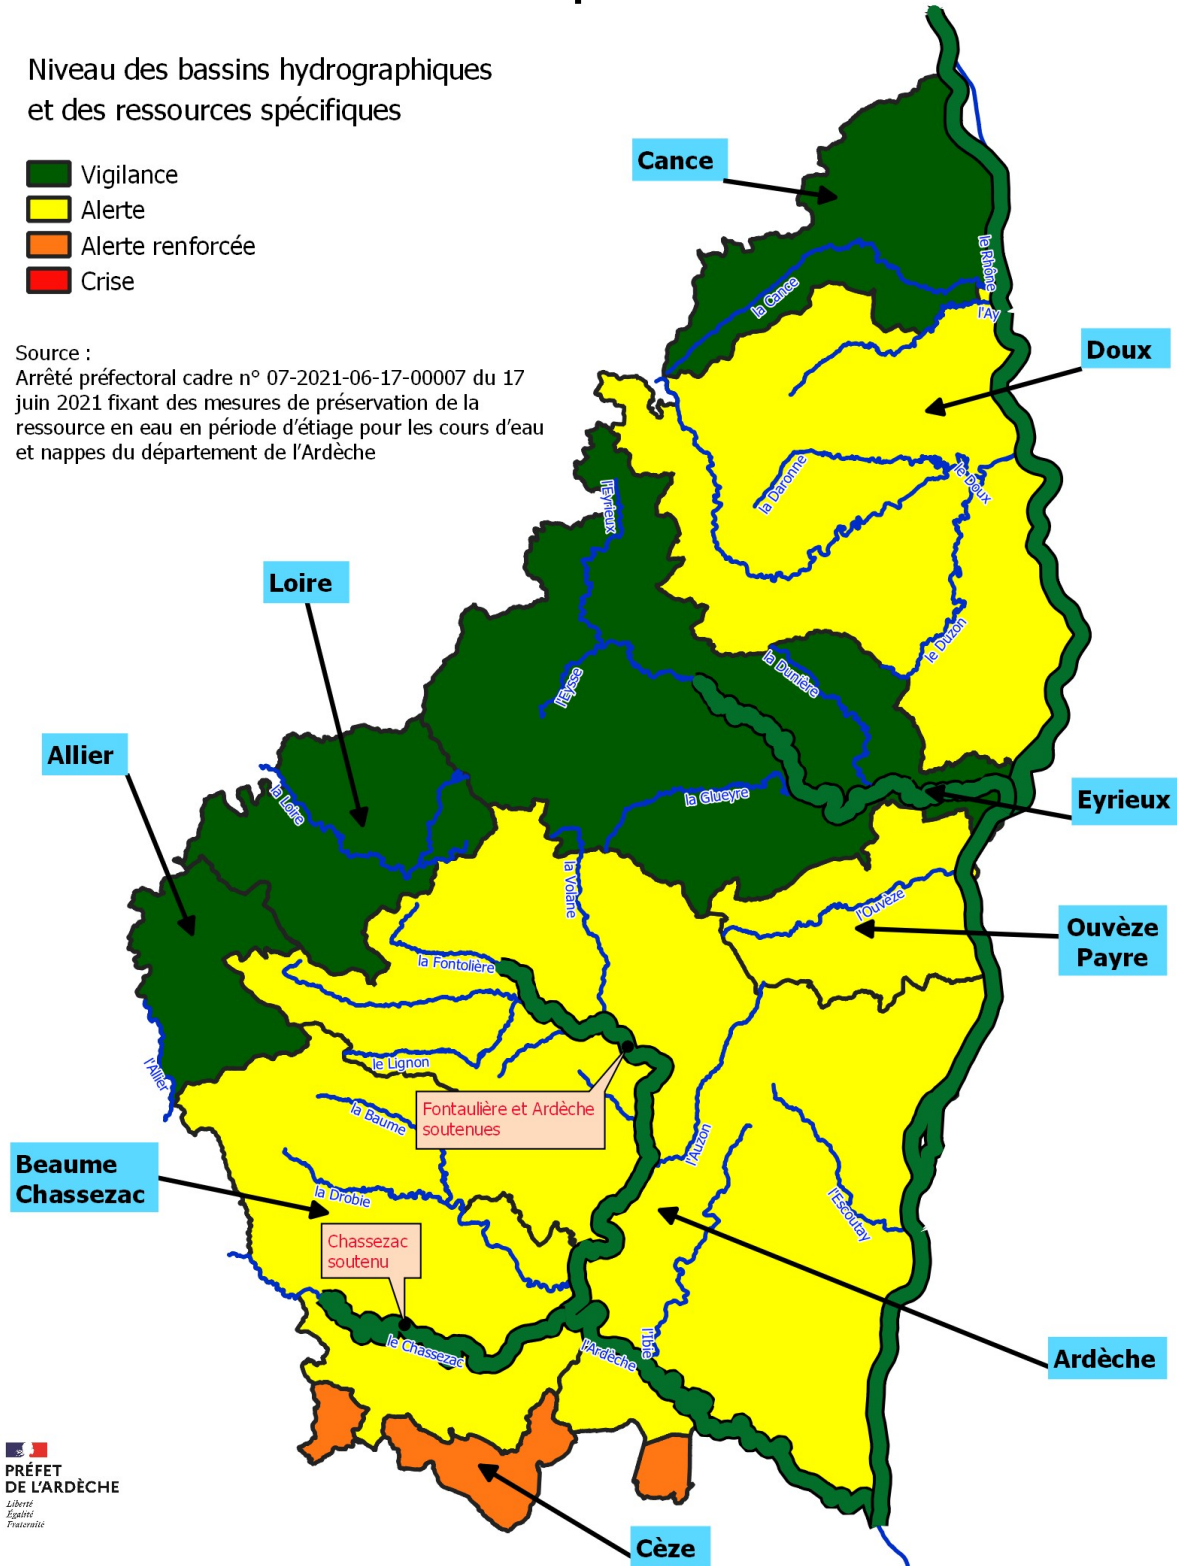 Niveau des bassins hydrographiques
et des ressources spécifiques
Vigilance
Alerte
Alerte renforcée
Crise
Source :
Arrêté préfectoral cadre n° 07-2021-06-17-00007 du 17
juin 2021 fixant des mesures de préservation de la
ressource en eau en période d'étiage pour les cours d'eau
et nappes du département de l'Ardèche
Cance
le Rhône
la Cance
l'Ay
Doux
la Daronne
le Doux
l'Eyrieux
Loire
le Duzon
la Dunière
l'Eysse
Allier
la Loire
la Glueyre
Eyrieux
la Volane
l'Ouvèze
Ouvèze
Payre
la Fontolière
l'Allier
le Lignon
la Baume
Fontaulière et Ardèche
soutenues
l'Auzon
Beaume
Chassezac
la Drobie
l'Escoutay
Chassezac
soutenu
le Chassezac
l'Ardèche
l'Ibie
Ardèche
PRÉFET
DE L'ARDÈCHE
Liberté
Égalité
Fraternité
Cèze